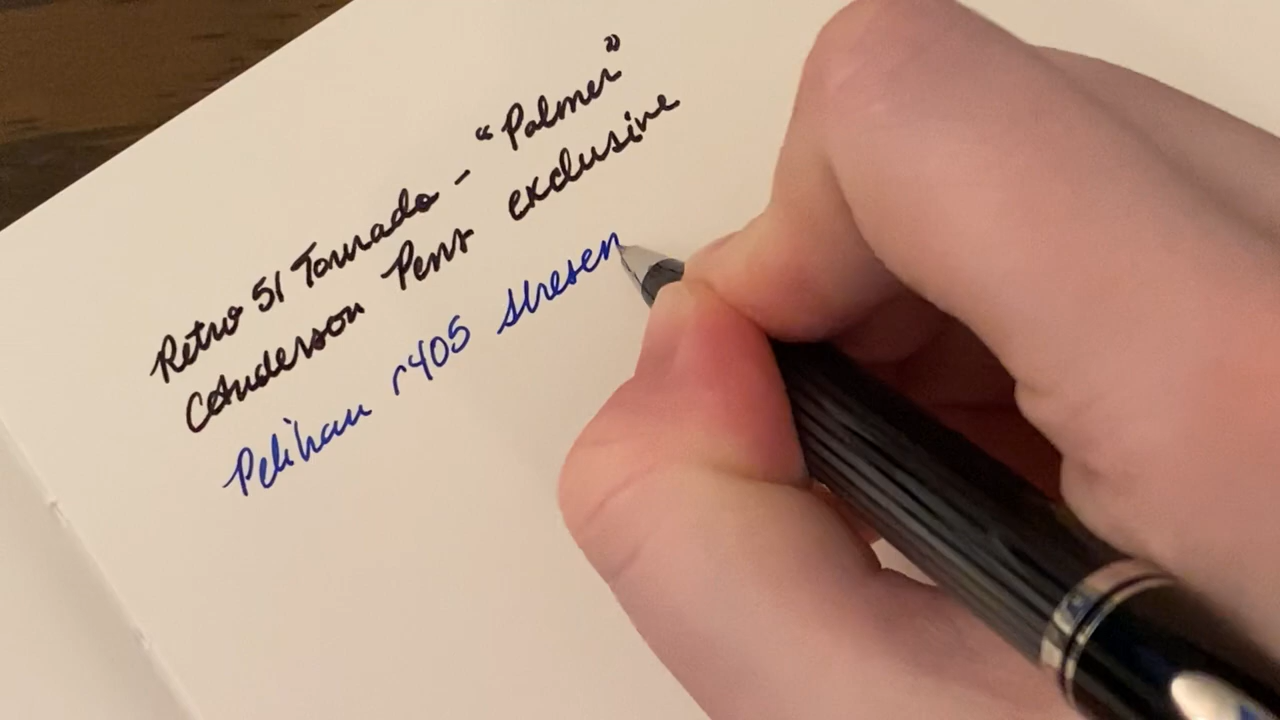 Retro 51 Tornado - "Palmer"
Anderson Pens exclusive
Pelikan r405 Stresen